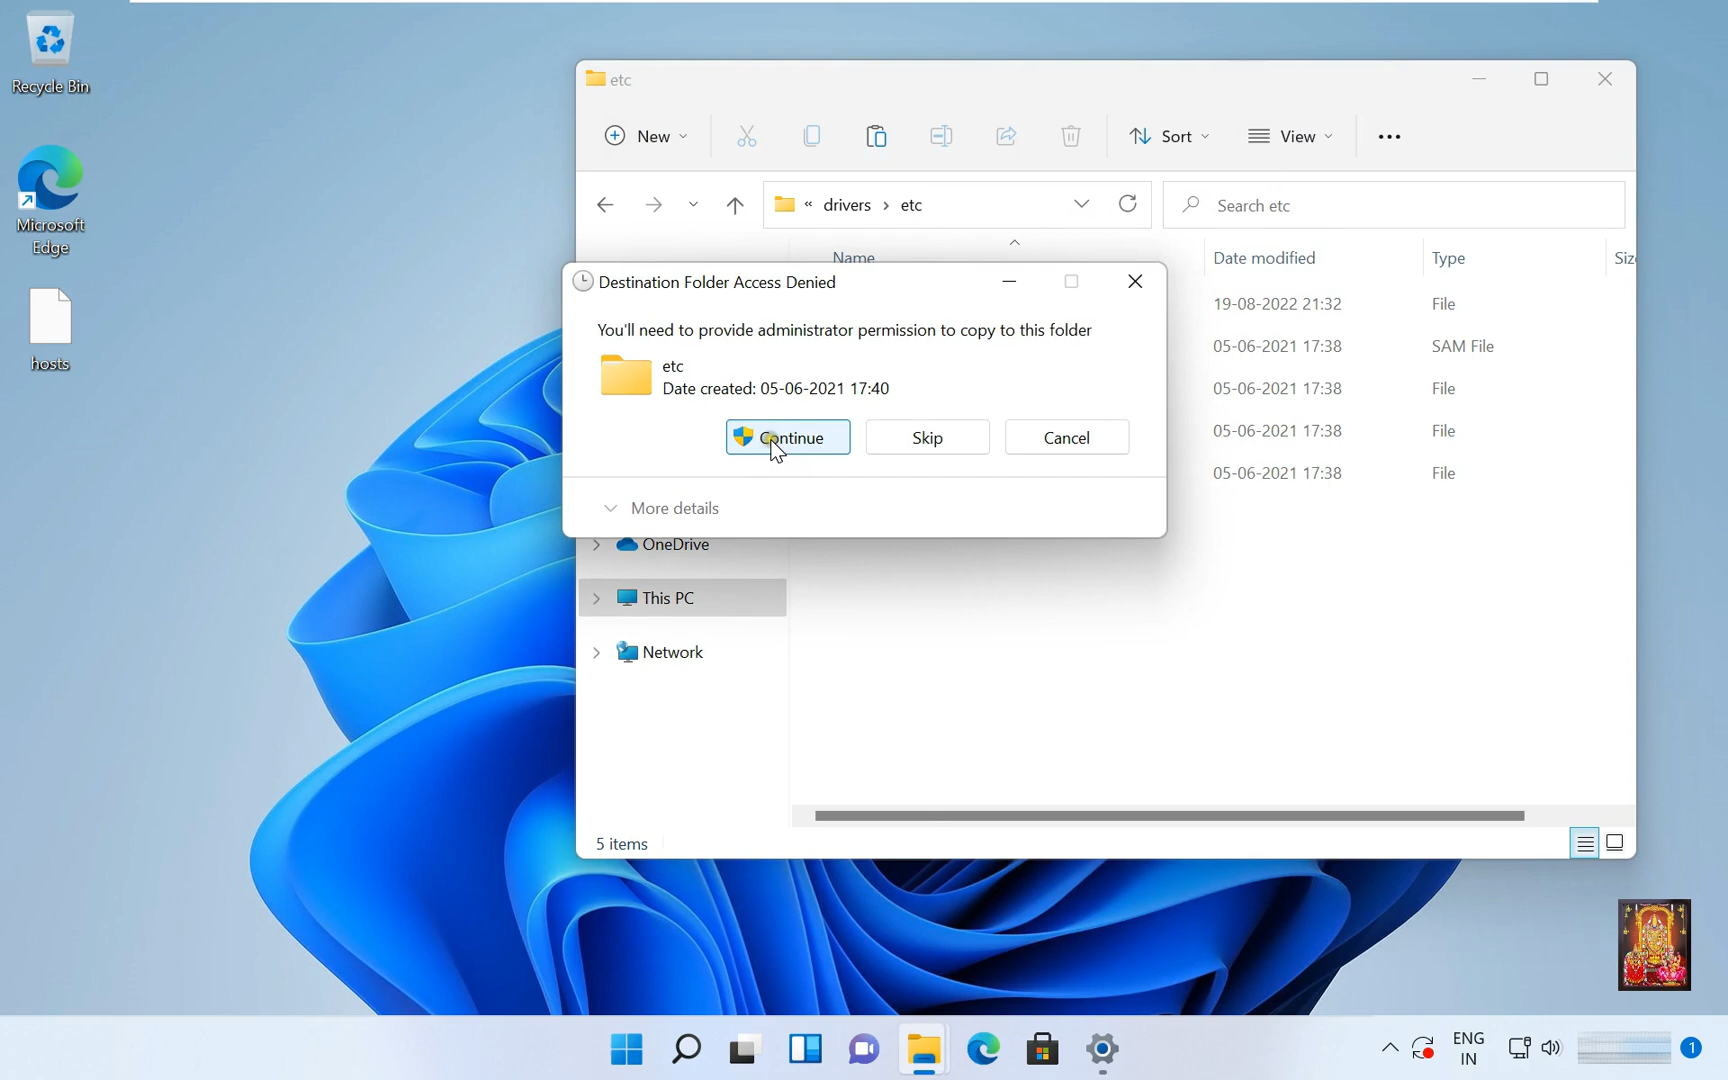 Recycle Bin
Microsoft
Edge
hosts
etc
New
Sort
View
« drivers › etc
Search etc
Name
Date modified
Type
Siz
19-08-2022 21:32
File
05-06-2021 17:38
SAM File
05-06-2021 17:38
File
05-06-2021 17:38
File
05-06-2021 17:38
File
Destination Folder Access Denied
You'll need to provide administrator permission to copy to this folder
etc
Date created: 05-06-2021 17:40
Continue
Skip
Cancel
More details
OneDrive
This PC
Network
5 items
ENG
IN
1